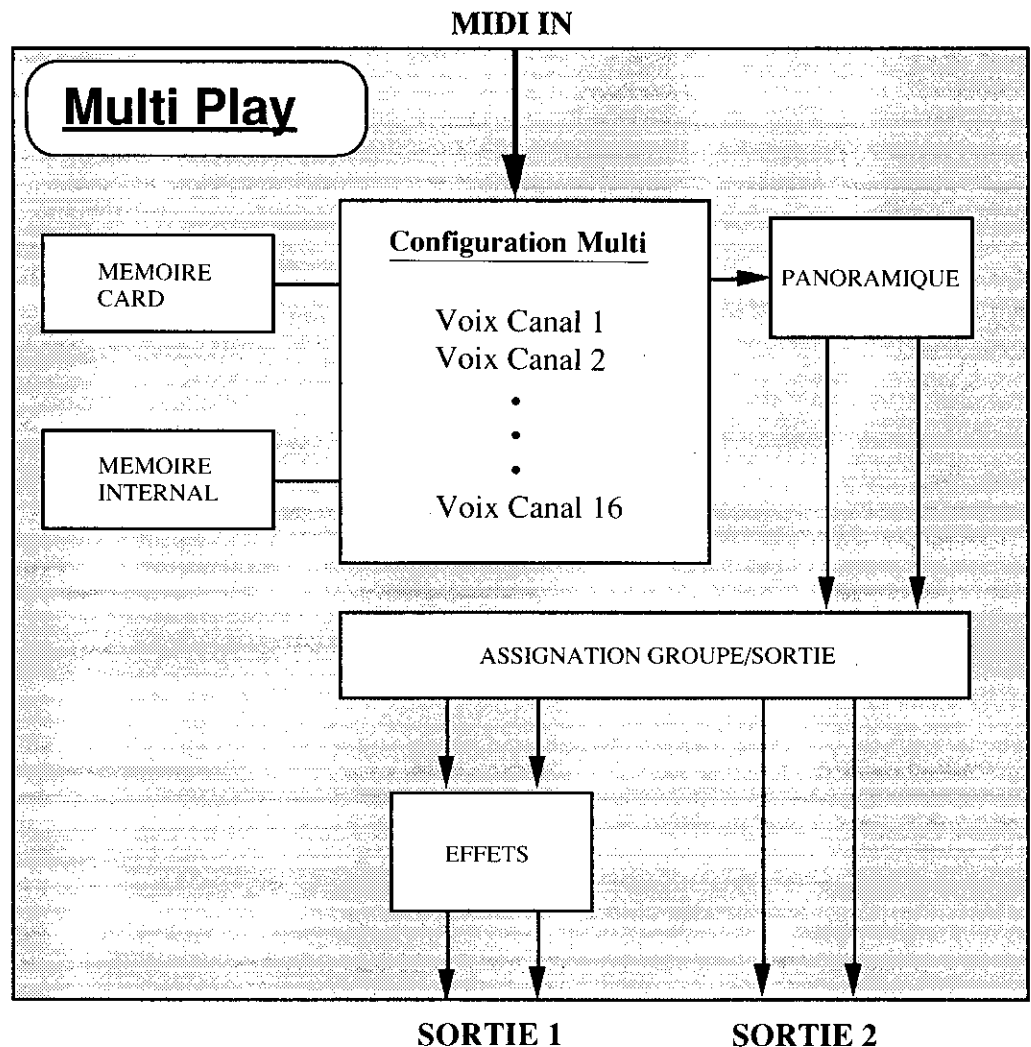 MIDI IN
Multi Play
Configuration Multi
MEMOIRE
CARD
PANORAMIQUE
Voix Canal 1
Voix Canal 2
MEMOIRE
INTERNAL
Voix Canal 16
ASSIGNATION GROUPE/SORTIE
EFFETS
SORTIE 1
SORTIE 2